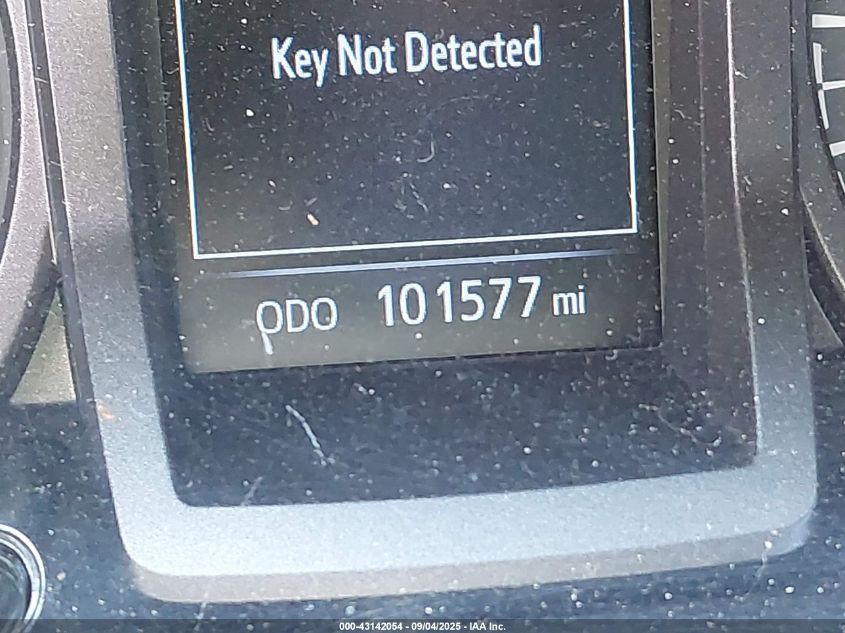 Key Not Detected
ODO 101577 mi
000-43142054 - 09/04/2025 - IAA Inc.